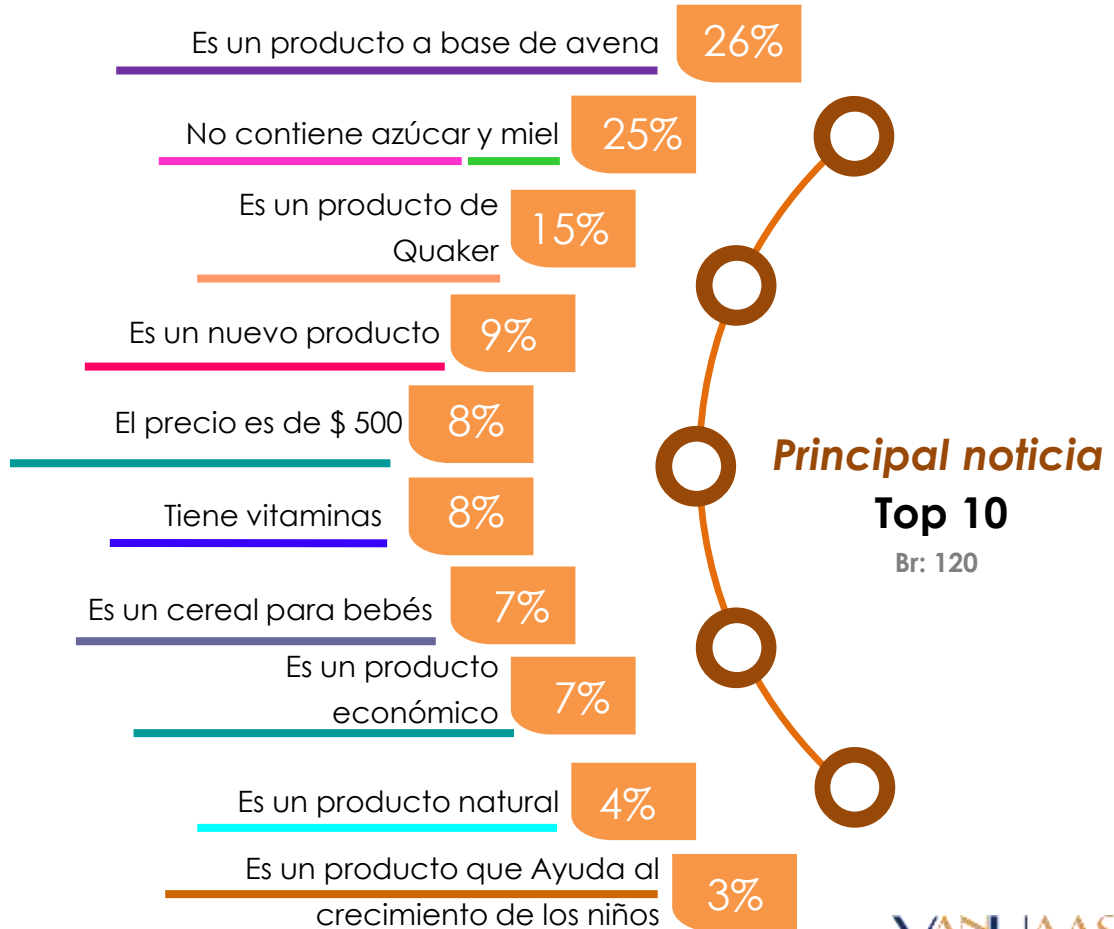 Es un producto a base de avena 26%
No contiene azúcar y miel 25%
Es un producto de
Quaker
15%
Es un nuevo producto 9%
El precio es de $ 500 8%
Tiene vitaminas 8%
Es un cereal para bebés 7%
Es un producto
económico
7%
Es un producto natural 4%
Es un producto que Ayuda al
crecimiento de los niños
3%
Principal noticia
Top 10
Br: 120